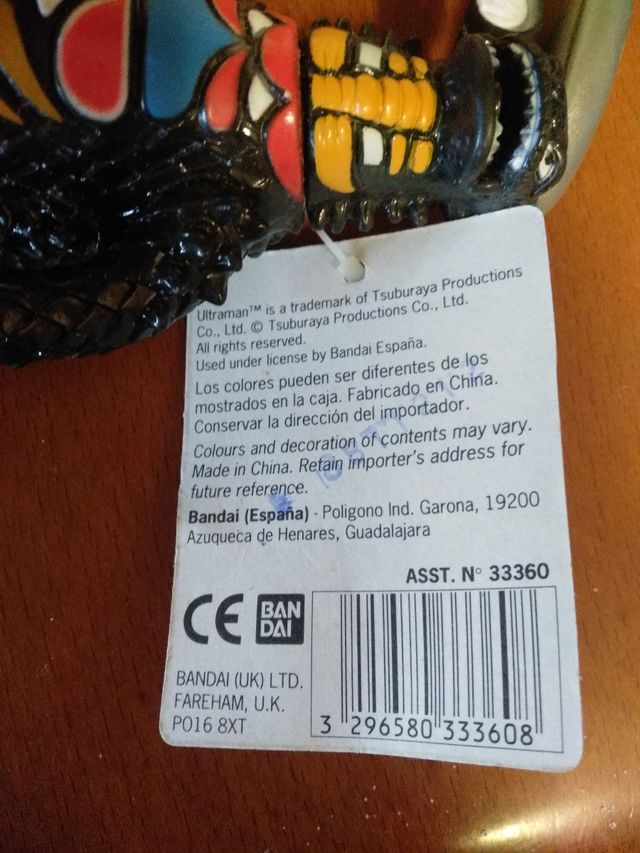 Ultraman™ is a trademark of Tsuburaya Productions
Co., Ltd. © Tsuburaya Productions Co., Ltd.
All rights reserved.
Used under license by Bandai España.
Los colores pueden ser diferentes de los
mostrados en la caja. Fabricado en China.
Conservar la dirección del importador.
Colours and decoration of contents may vary.
Made in China. Retain importer's address for
future reference.
Bandai (España) - Poligono Ind. Garona, 19200
Azuqueca de Henares, Guadalajara
ASST. N° 33360
CE BAN
DAI
BANDAI (UK) LTD.
FAREHAM, U.K.
PO16 8XT
3 296580 333608